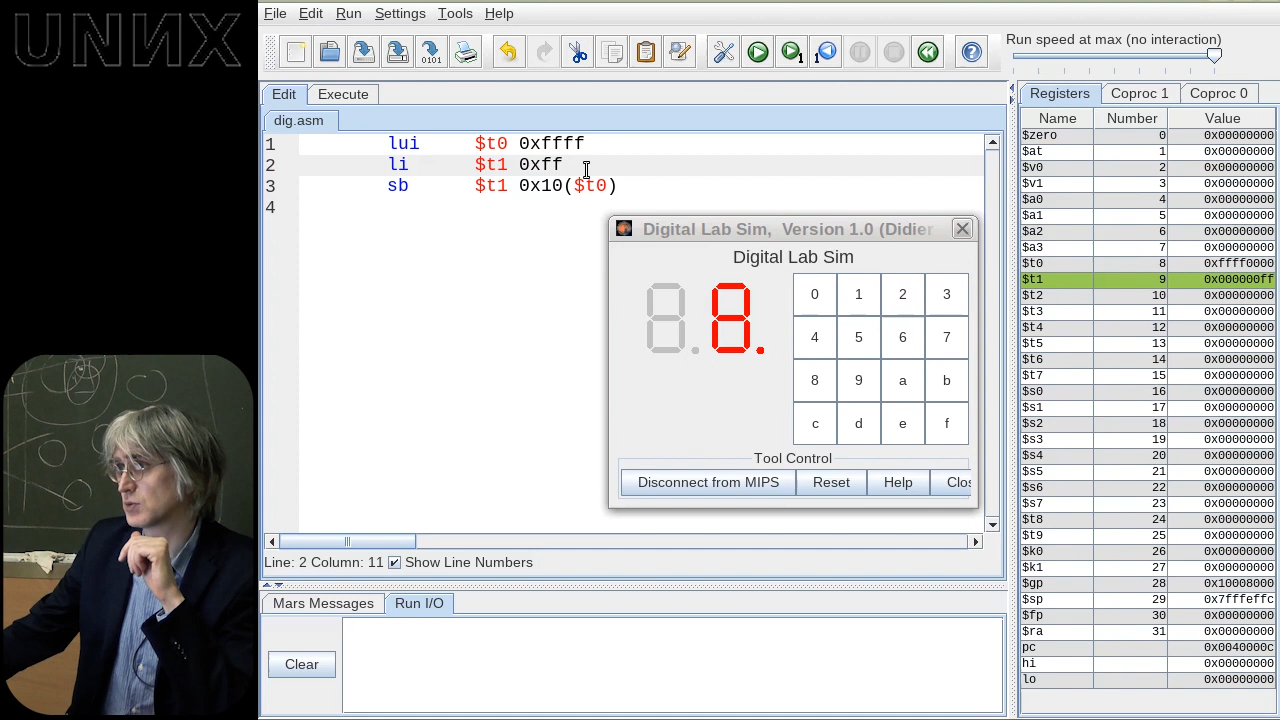 UNИX
File Edit Run Settings Tools Help
Run speed at max (no interaction)
Edit Execute
dig.asm
1 lui $t0 0xffff
2 li $t1 0xff
3 sb $t1 0x10($t0)
4
Digital Lab Sim, Version 1.0 (Didier
Digital Lab Sim
8. 8.
0 1 2 3
4 5 6 7
8 9 a b
c d e f
Tool Control
Disconnect from MIPS Reset Help Clos
Line: 2 Column: 11 Show Line Numbers
Mars Messages Run I/O
Clear
Registers Coproc 1 Coproc 0
Name Number Value
$zero 0 0x00000000
$at 1 0x00000000
$v0 2 0x00000000
$v1 3 0x00000000
$a0 4 0x00000000
$a1 5 0x00000000
$a2 6 0x00000000
$a3 7 0x00000000
$t0 8 0xffff0000
$t1 9 0x000000ff
$t2 10 0x00000000
$t3 11 0x00000000
$t4 12 0x00000000
$t5 13 0x00000000
$t6 14 0x00000000
$t7 15 0x00000000
$s0 16 0x00000000
$s1 17 0x00000000
$s2 18 0x00000000
$s3 19 0x00000000
$s4 20 0x00000000
$s5 21 0x00000000
$s6 22 0x00000000
$s7 23 0x00000000
$t8 24 0x00000000
$t9 25 0x00000000
$k0 26 0x00000000
$k1 27 0x00000000
$gp 28 0x10008000
$sp 29 0x7fffeffc
$fp 30 0x00000000
$ra 31 0x00000000
pc 0x0040000c
hi 0x00000000
lo 0x00000000